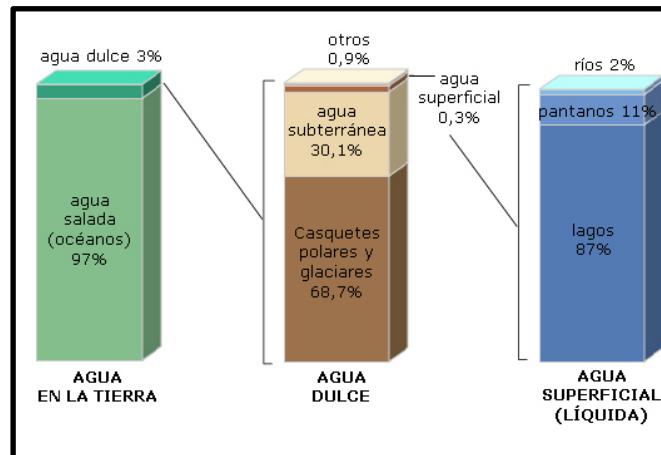 agua dulce 3%
agua
salada
(océanos)
97%
AGUA
EN LA TIERRA
otros
0,9%
agua
superficial
0,3%
agua
subterránea
30,1%
Casquetes
polares y
glaciares
68,7%
AGUA
DULCE
ríos 2%
pantanos 11%
lagos
87%
AGUA
SUPERFICIAL
(LÍQUIDA)